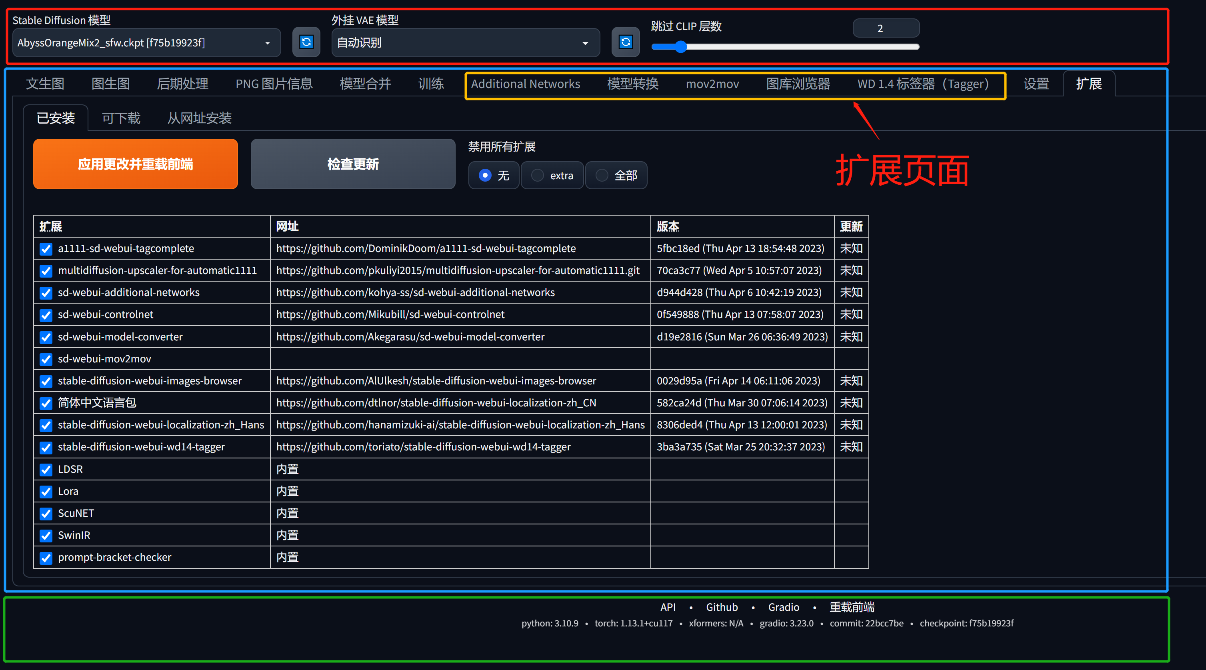 Stable Diffusion 模型 外挂 VAE 模型 跳过 CLIP 层数 2
AbyssOrangeMix2_sfw.ckpt [f75b19923f] 自动识别
文生图 图生图 后期处理 PNG 图片信息 模型合并 训练 Additional Networks 模型转换 mov2mov 图库浏览器 WD 1.4 标签器（Tagger） 设置 扩展
已安装 可下载 从网址安装
应用更改并重载前端 检查更新 禁用所有扩展
无 extra 全部
扩展页面
扩展 网址 版本 更新
a1111-sd-webui-tagcomplete https://github.com/DominikDoom/a1111-sd-webui-tagcomplete 5fbc18ed (Thu Apr 13 18:54:48 2023) 未知
multidiffusion-upscaler-for-automatic1111 https://github.com/pkuliyi2015/multidiffusion-upscaler-for-automatic1111.git 70ca3c77 (Wed Apr 5 10:57:07 2023) 未知
sd-webui-additional-networks https://github.com/kohya-ss/sd-webui-additional-networks d944d428 (Thu Apr 6 10:42:19 2023) 未知
sd-webui-controlnet https://github.com/Mikubill/sd-webui-controlnet 0f549888 (Thu Apr 13 07:58:07 2023) 未知
sd-webui-model-converter https://github.com/Akegarasu/sd-webui-model-converter d19e2816 (Sun Mar 26 06:36:49 2023) 未知
sd-webui-mov2mov
stable-diffusion-webui-images-browser https://github.com/AlUlkesh/stable-diffusion-webui-images-browser 0029d95a (Fri Apr 14 06:11:06 2023) 未知
简体中文语言包 https://github.com/dtlnor/stable-diffusion-webui-localization-zh_CN 582ca24d (Thu Mar 30 07:06:14 2023) 未知
stable-diffusion-webui-localization-zh_Hans https://github.com/hanamizuki-ai/stable-diffusion-webui-localization-zh_Hans 8306ded4 (Thu Apr 13 12:00:01 2023) 未知
stable-diffusion-webui-wd14-tagger https://github.com/toriato/stable-diffusion-webui-wd14-tagger 3ba3a735 (Sat Mar 25 20:32:37 2023) 未知
LDSR 内置
Lora 内置
ScuNET 内置
SwinIR 内置
prompt-bracket-checker 内置
API • Github • Gradio • 重载前端
python: 3.10.9 • torch: 1.13.1+cu117 • xformers: N/A • gradio: 3.23.0 • commit: 22bcc7be • checkpoint: f75b19923f